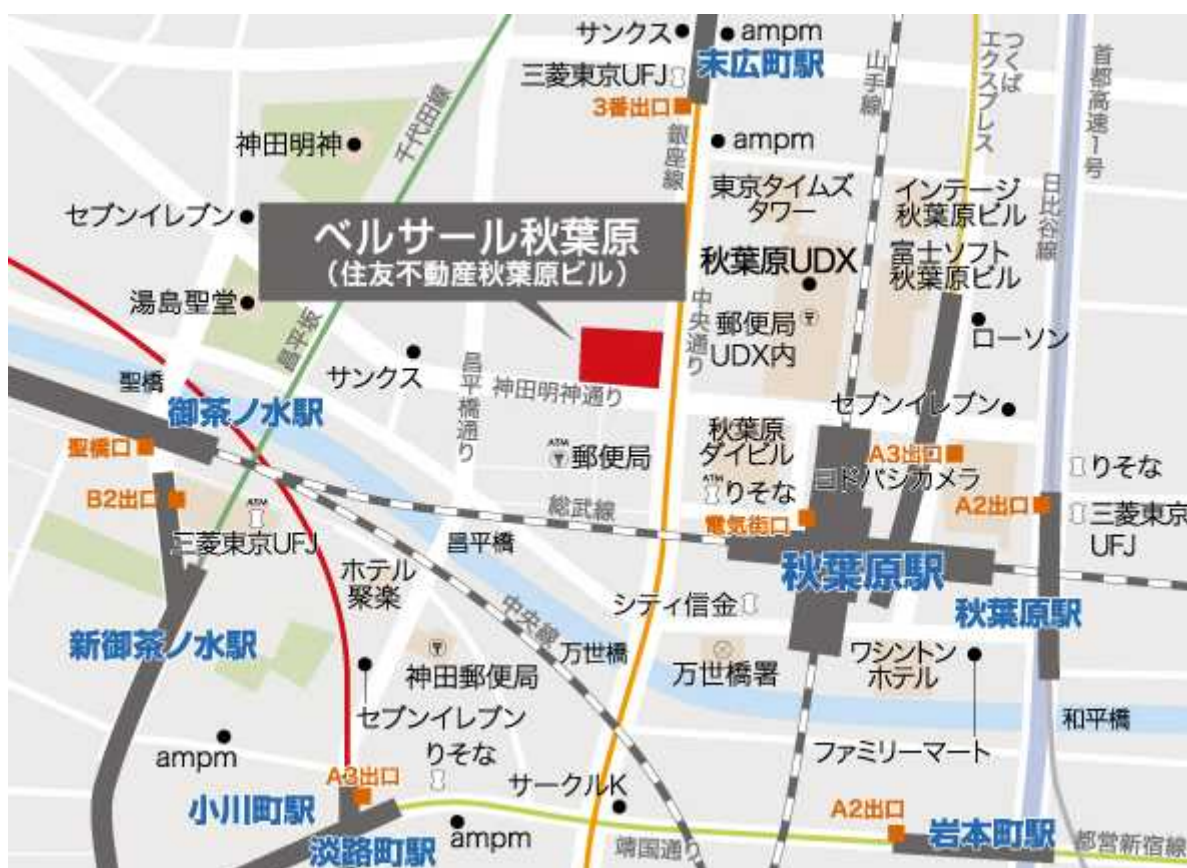 サンクス
ampm
末広町駅
三菱東京UFJ
3番出口
山手線
つくば
エクスプレス
首都高速1号
神田明神
千代田線
銀座線
ampm
東京タイムズ
タワー
インテージ
秋葉原ビル
日比谷線
セブンイレブン
ベルサール秋葉原
（住友不動産秋葉原ビル）
秋葉原UDX
富士ソフト
秋葉原ビル
湯島聖堂
昌平坂
中央通り
郵便局
UDX内
ローソン
サンクス
昌平橋通り
神田明神通り
聖橋
御茶ノ水駅
セブンイレブン
聖橋口
ATM
郵便局
秋葉原
ダイビル
A3出口
ヨドバシカメラ
りそな
B2出口
ATM
ATM
りそな
A2出口
三菱東京UFJ
総武線
電気街口
三菱東京
UFJ
昌平橋
ホテル
聚楽
秋葉原駅
シティ信金
秋葉原駅
新御茶ノ水駅
中央線
神田郵便局
万世橋
万世橋署
ワシントン
ホテル
和平橋
セブンイレブン
ampm
りそな
ファミリーマート
A3出口
サークルK
小川町駅
A2出口
淡路町駅
ampm
靖国通り
岩本町駅
都営新宿線